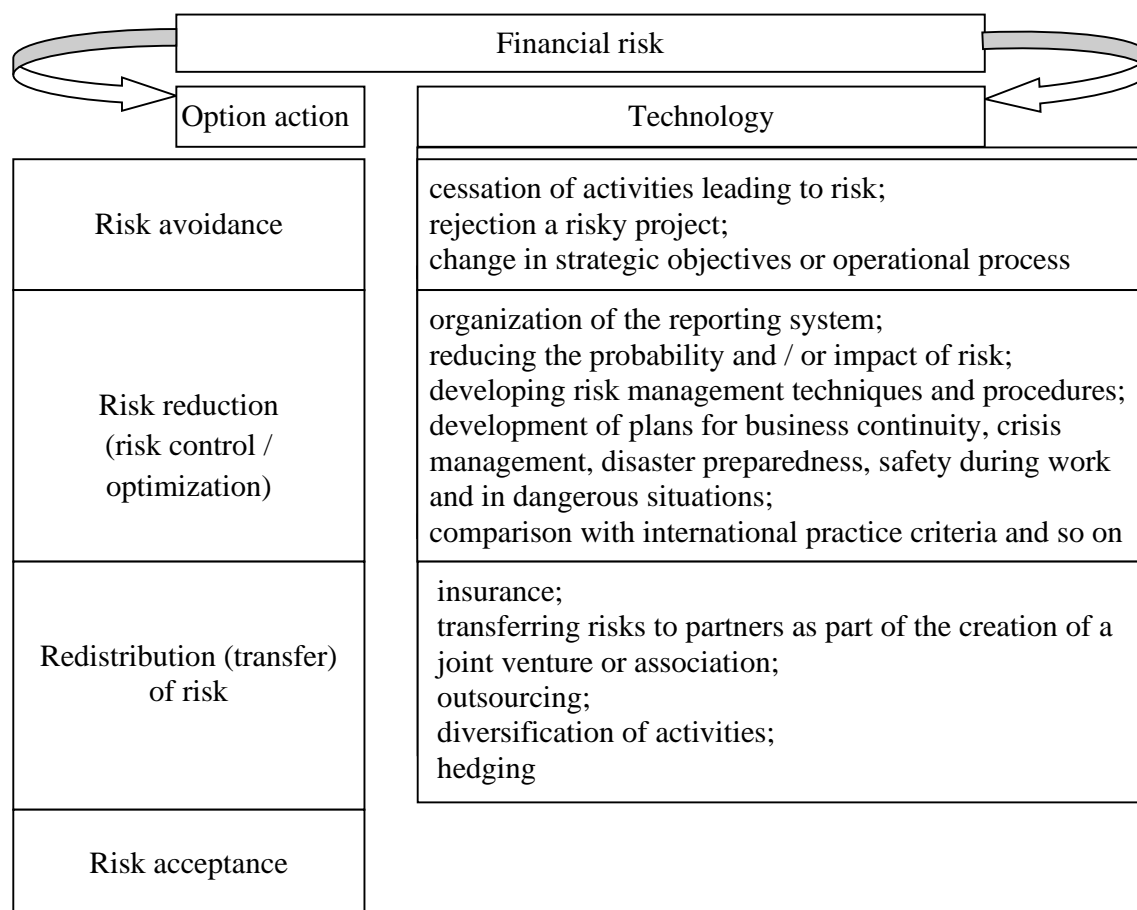 Financial risk
Option action
Technology
Risk avoidance
cessation of activities leading to risk;
rejection a risky project;
change in strategic objectives or operational process
Risk reduction
(risk control /
optimization)
organization of the reporting system;
reducing the probability and / or impact of risk;
developing risk management techniques and procedures;
development of plans for business continuity, crisis
management, disaster preparedness, safety during work
and in dangerous situations;
comparison with international practice criteria and so on
Redistribution (transfer)
of risk
insurance;
transferring risks to partners as part of the creation of a
joint venture or association;
outsourcing;
diversification of activities;
hedging
Risk acceptance